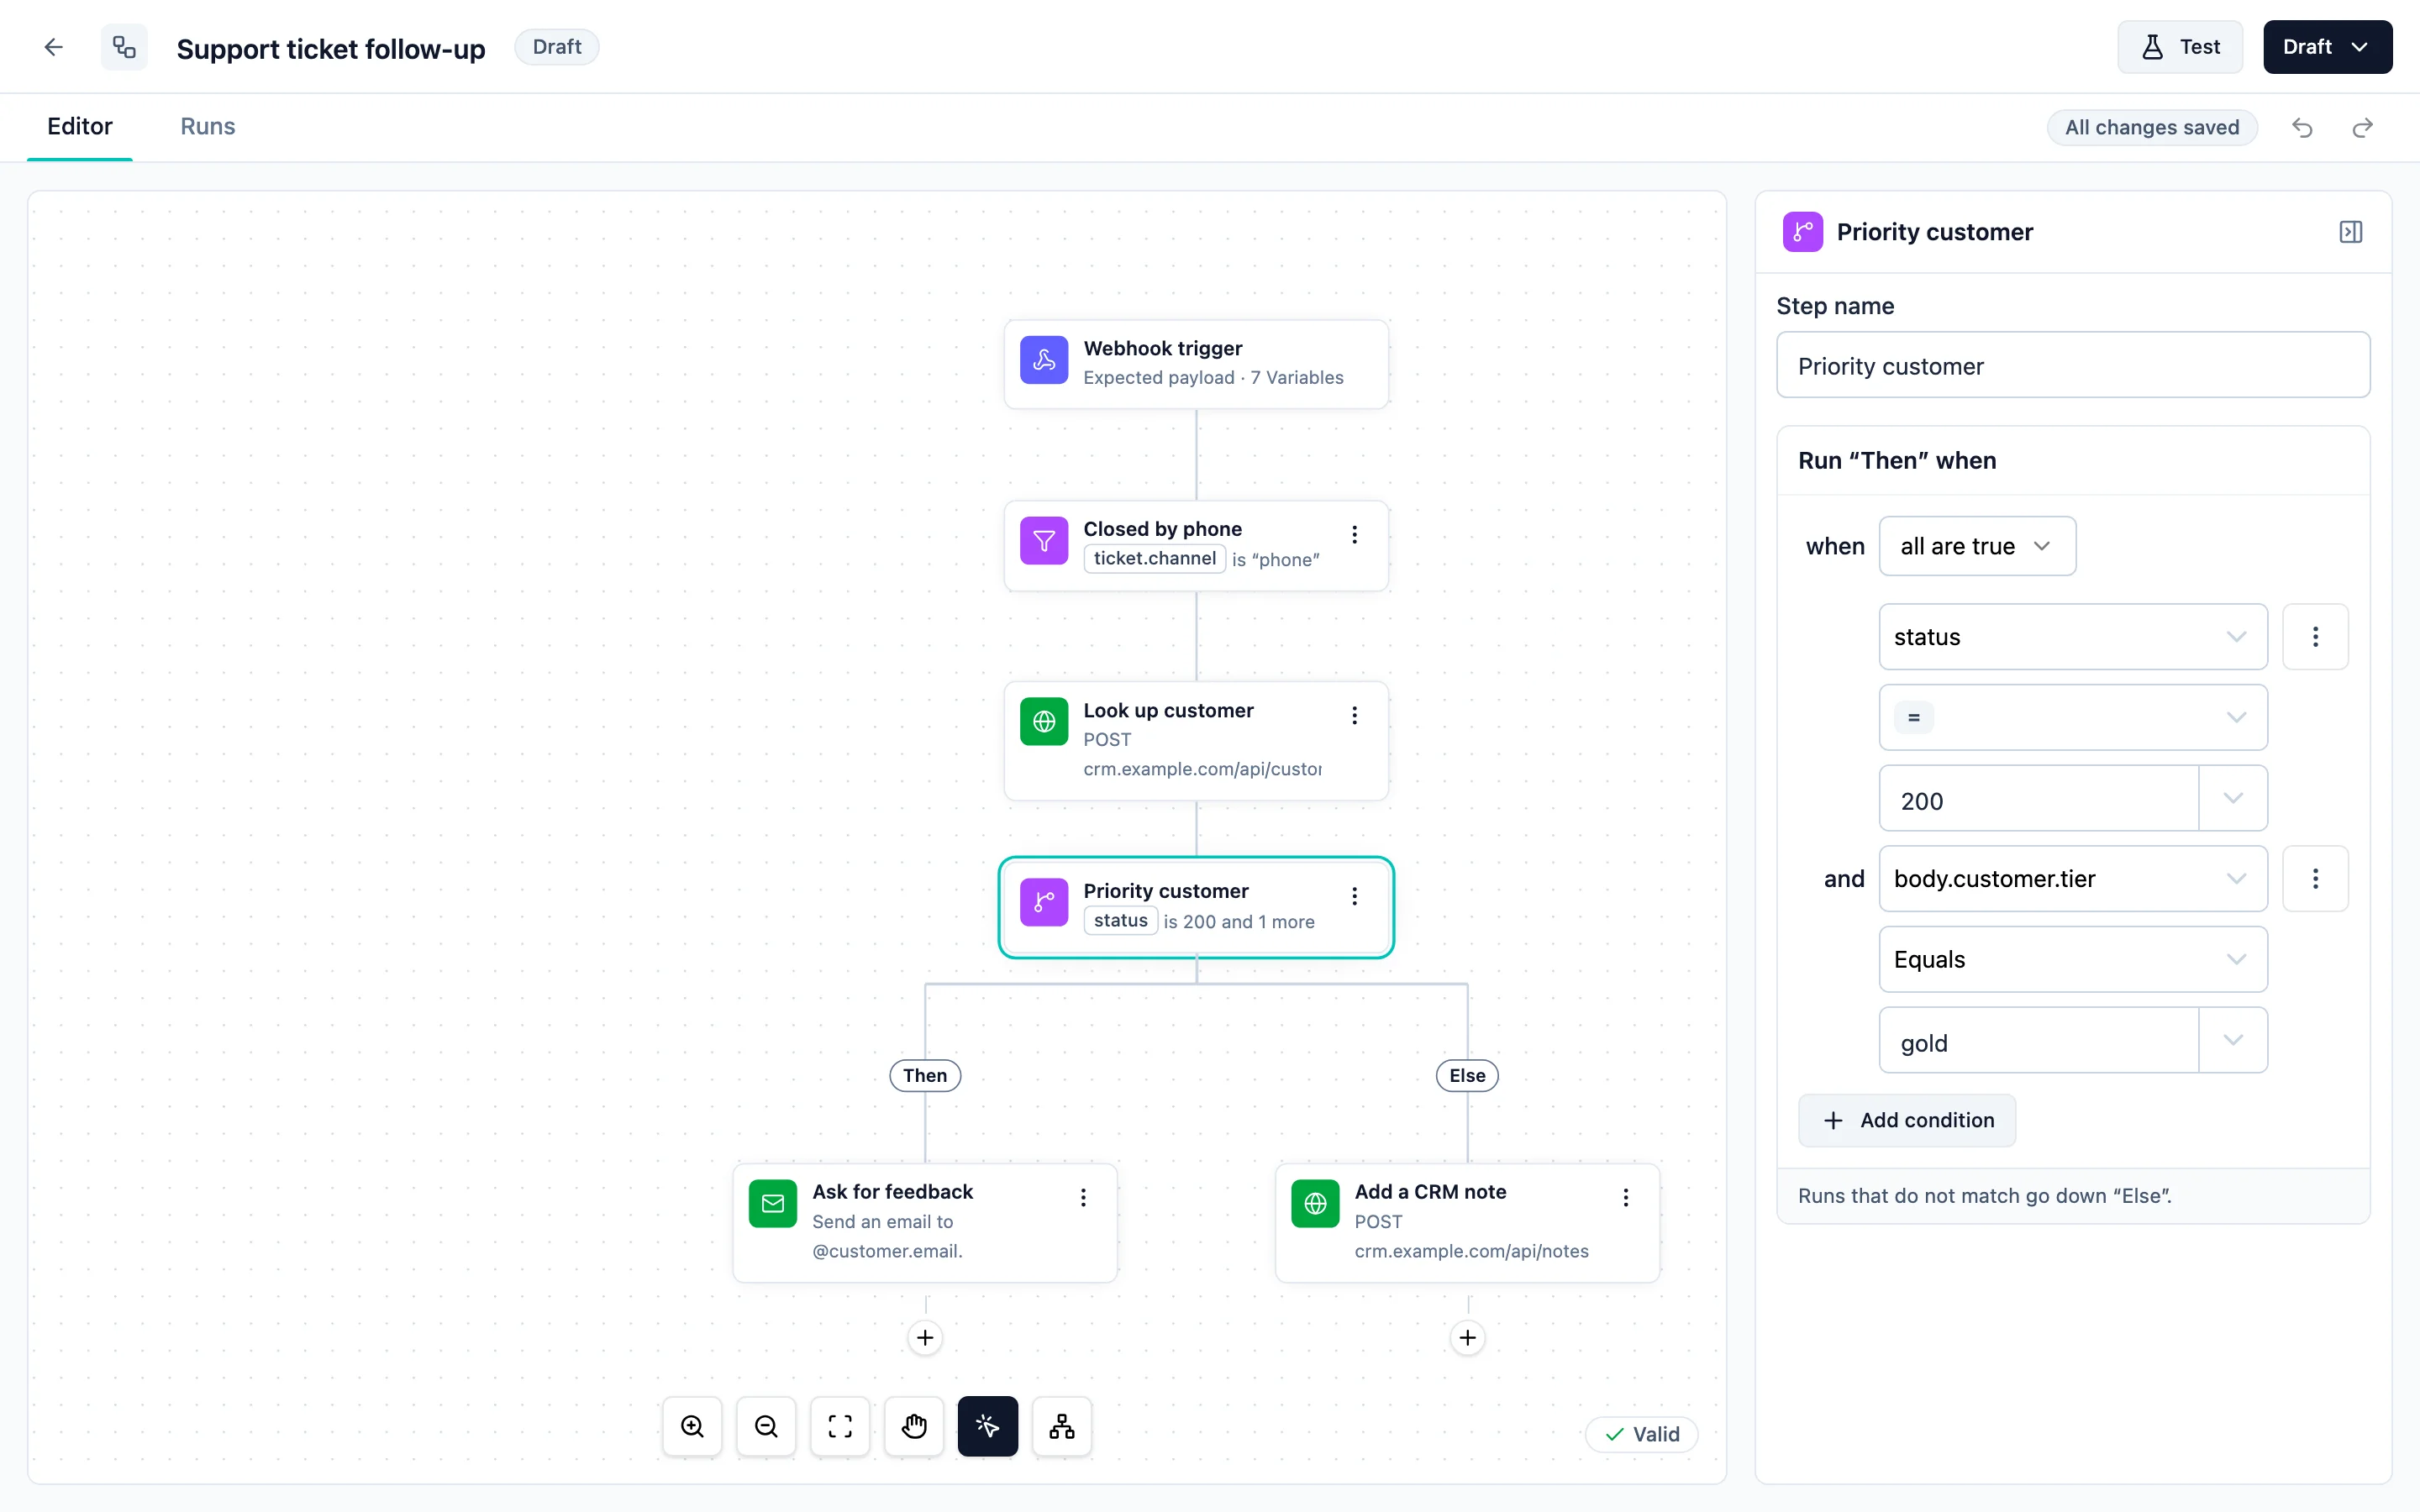 Support ticket follow-up
Draft
Test
Draft
Editor
Runs
All changes saved
Webhook trigger
Expected payload · 7 Variables
Closed by phone
ticket.channel is “phone”
Look up customer
POST
crm.example.com/api/custor
Priority customer
status is 200 and 1 more
Then
Else
Ask for feedback
Send an email to
@customer.email.
Add a CRM note
POST
crm.example.com/api/notes
Valid
Priority customer
Step name
Priority customer
Run “Then” when
when all are true
status
=
200
and body.customer.tier
Equals
gold
Add condition
Runs that do not match go down “Else”.